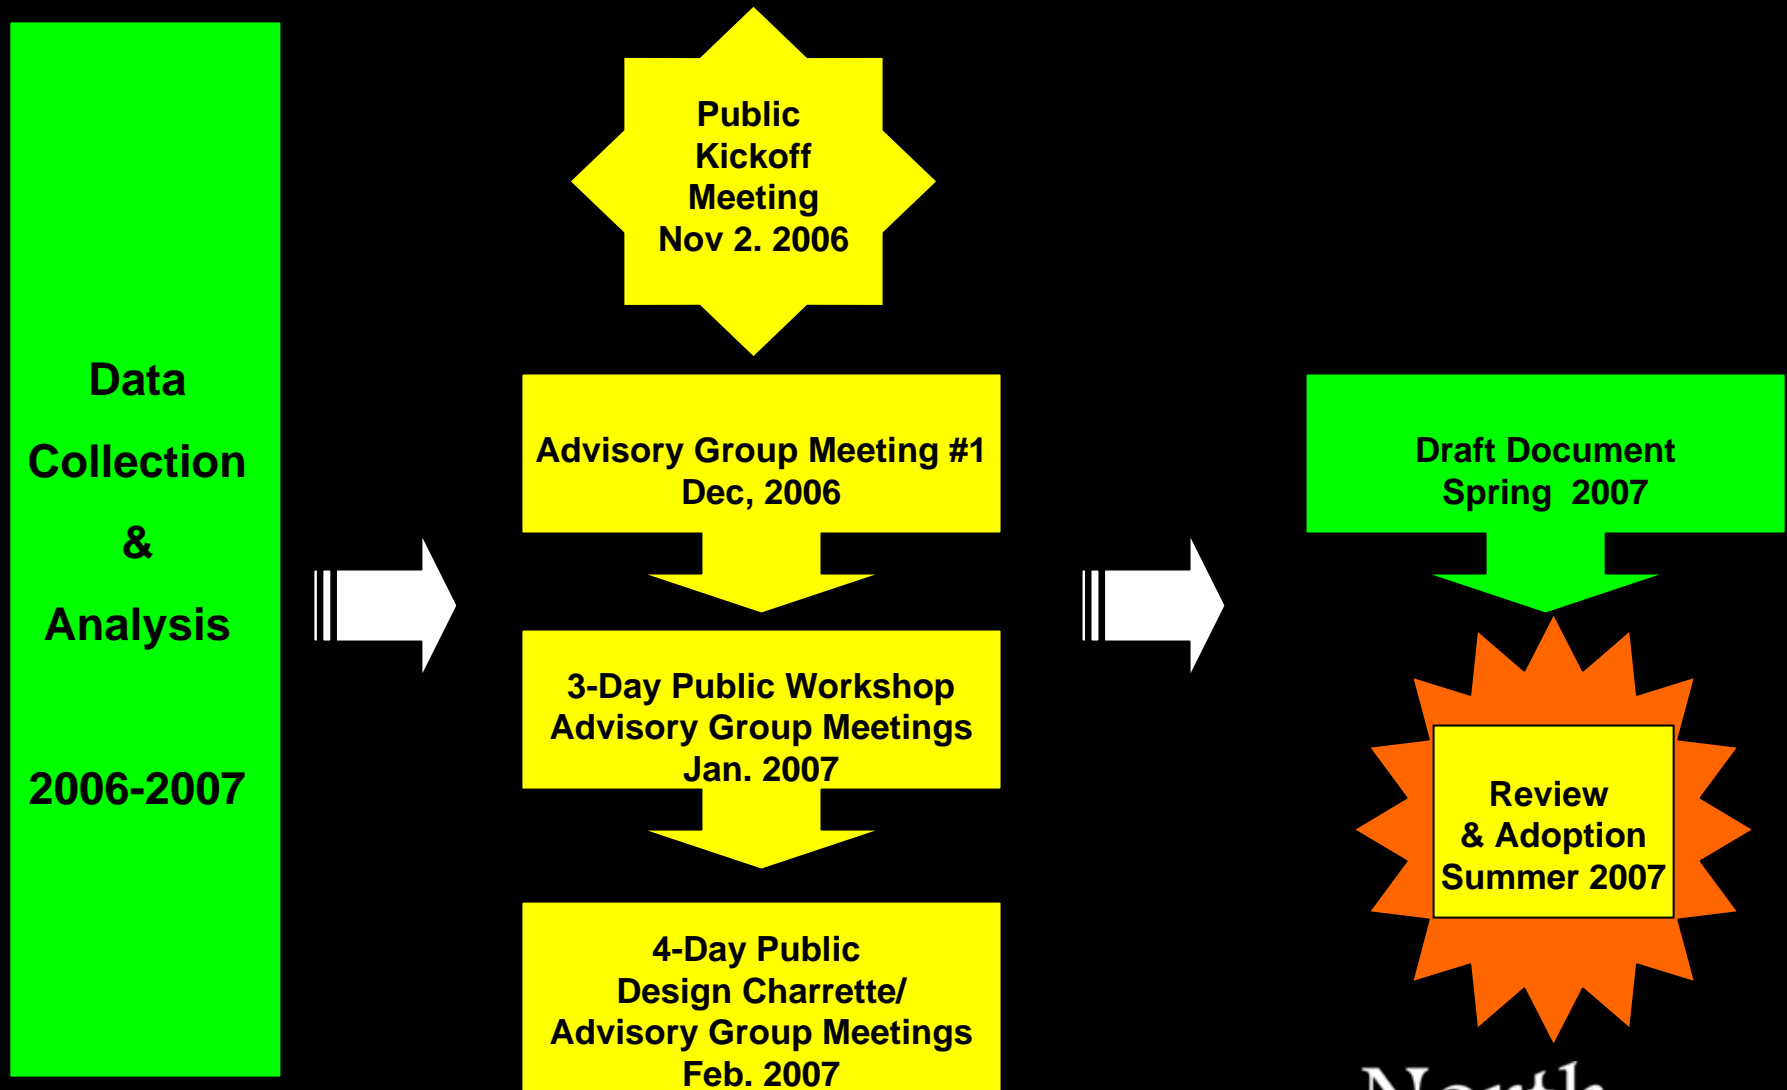 Data
Collection
&
Analysis
2006-2007
Public
Kickoff
Meeting
Nov 2. 2006
Advisory Group Meeting #1
Dec, 2006
3-Day Public Workshop
Advisory Group Meetings
Jan. 2007
4-Day Public
Design Charrette/
Advisory Group Meetings
Feb. 2007
Draft Document
Spring 2007
Review
& Adoption
Summer 2007
North